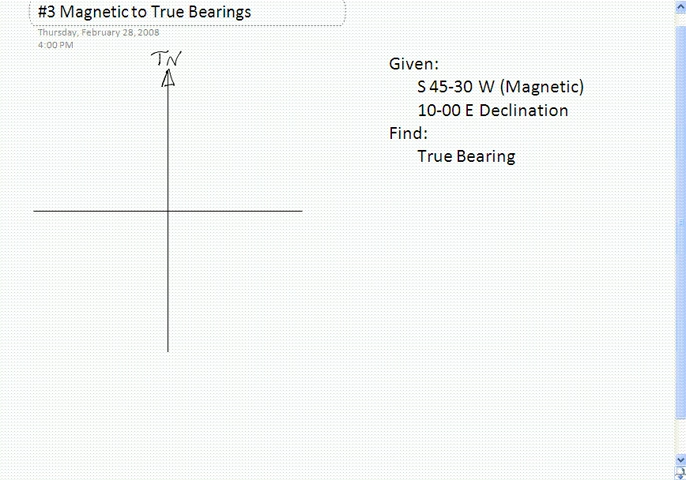 #3 Magnetic to True Bearings
Thursday, February 28, 2008
4:00 PM
TN
Given:
S 45-30 W (Magnetic)
10-00 E Declination
Find:
True Bearing